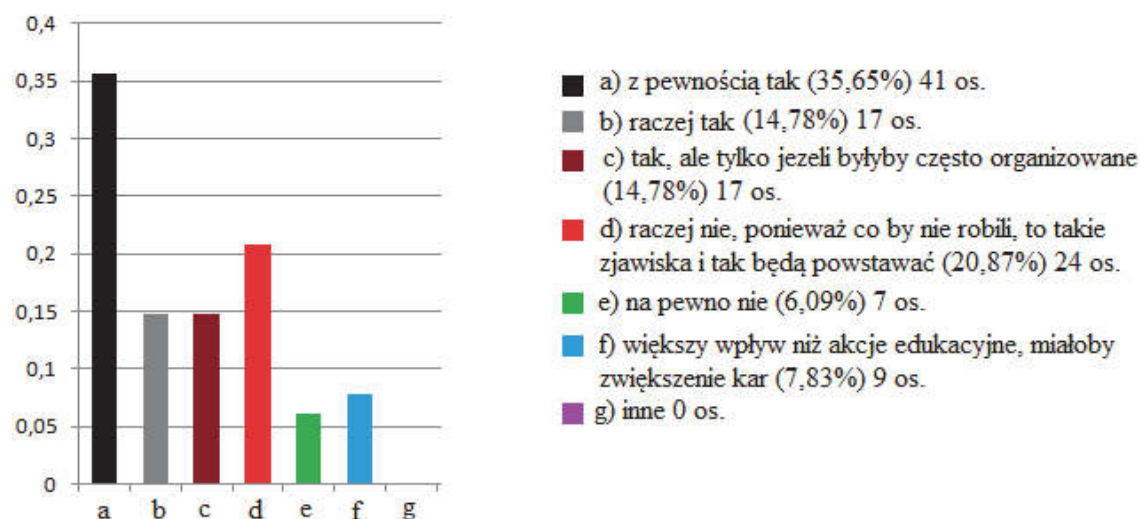 0,4
0,35
0,3
0,25
0,2
0,15
0,1
0,05
0
a b c d e f g
a) z pewnością tak (35,65%) 41 os.
b) raczej tak (14,78%) 17 os.
c) tak, ale tylko jezeli byłyby często organizowane
(14,78%) 17 os.
d) raczej nie, ponieważ co by nie robili, to takie
zjawiska i tak będą powstawać (20,87%) 24 os.
e) na pewno nie (6,09%) 7 os.
f) większy wpływ niż akcje edukacyjne, miałoby
zwiększenie kar (7,83%) 9 os.
g) inne 0 os.